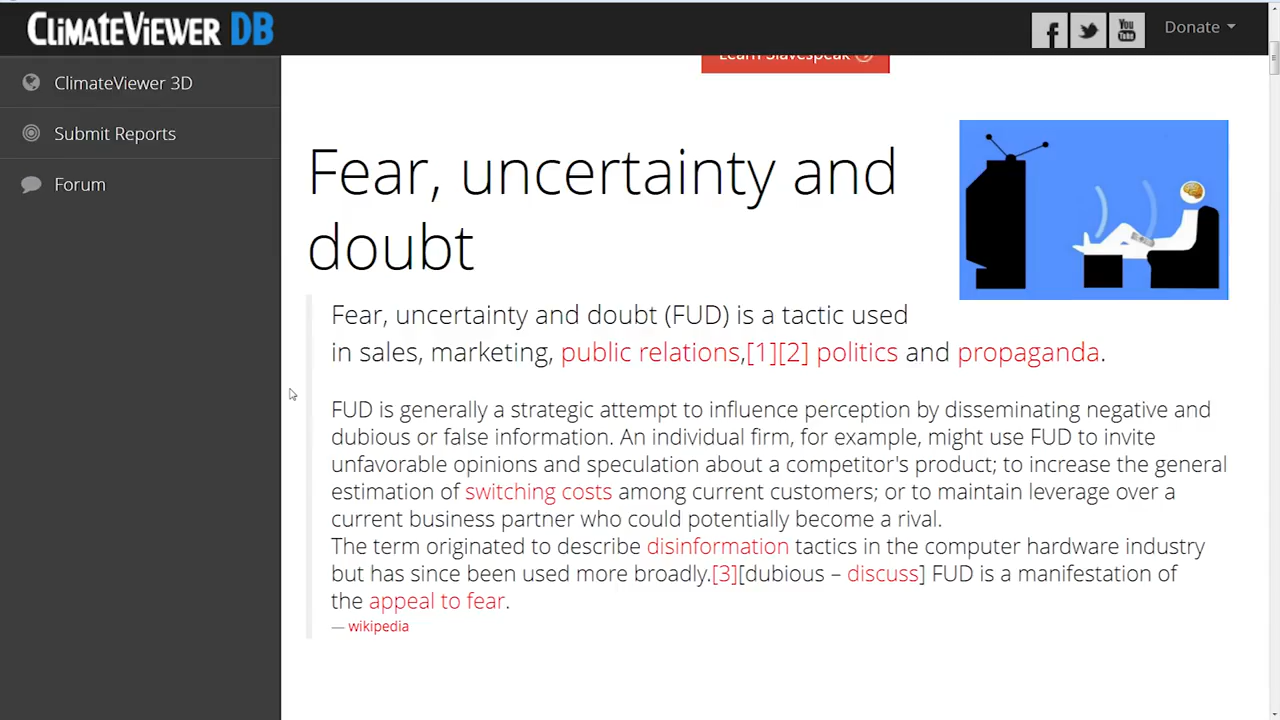 CLIMATEVIEWER DB
You Tube
Donate
ClimateViewer 3D
Submit Reports
Forum
Learn Slavespeak
Fear, uncertainty and
doubt
Fear, uncertainty and doubt (FUD) is a tactic used
in sales, marketing, public relations,[1][2] politics and propaganda.
FUD is generally a strategic attempt to influence perception by disseminating negative and
dubious or false information. An individual firm, for example, might use FUD to invite
unfavorable opinions and speculation about a competitor's product; to increase the general
estimation of switching costs among current customers; or to maintain leverage over a
current business partner who could potentially become a rival.
The term originated to describe disinformation tactics in the computer hardware industry
but has since been used more broadly.[3][dubious – discuss] FUD is a manifestation of
the appeal to fear.
— wikipedia